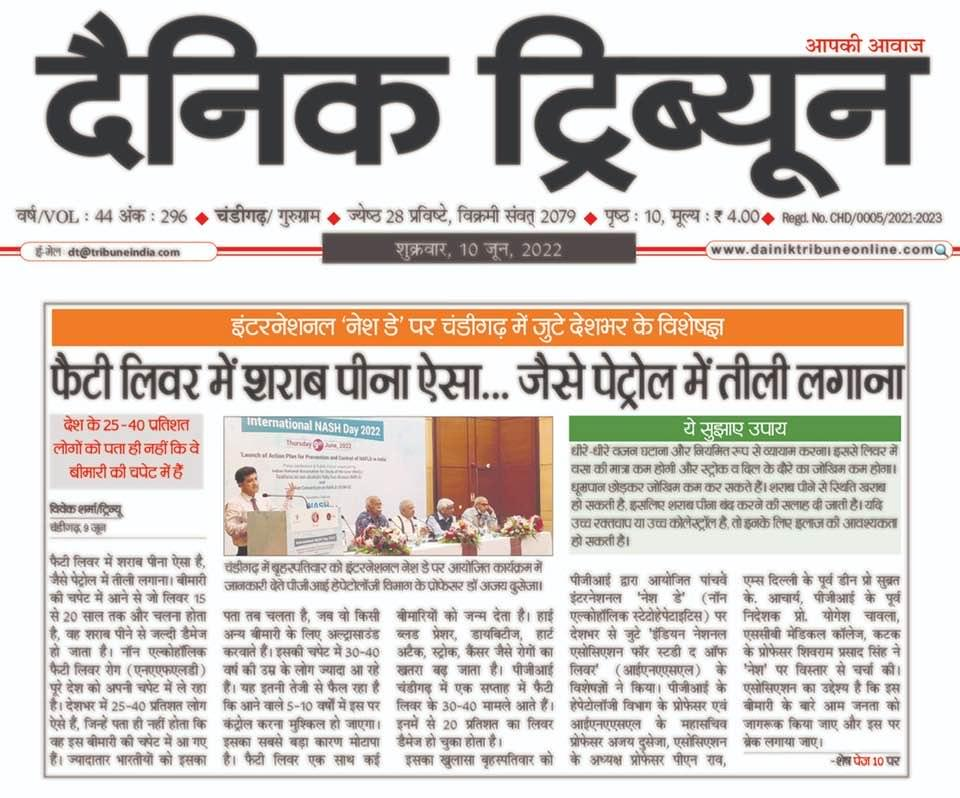 आपकी आवाज
दैनिक ट्रिब्यून
वर्ष/VOL : 44 अंक : 296 ◆ चंडीगढ़/ गुरुग्राम ◆ ज्येष्ठ 28 प्रविष्टे, विक्रमी संवत् 2079 ◆ पृष्ठ : 10, मूल्य : ₹ 4.00 ◆ Regd. No. CHD/0005/2021-2023
ई-मेल: dt@tribuneindia.com
शुक्रवार, 10 जून, 2022
www.dainiktribuneonline.com
इंटरनेशनल 'नेश डे' पर चंडीगढ़ में जुटे देशभर के विशेषज्ञ
फैटी लिवर में शराब पीना ऐसा... जैसे पेट्रोल में तीली लगाना
देश के 25-40 प्रतिशत
लोगों को पता ही नहीं कि वे
बीमारी की चपेट में हैं
विवेक शर्मा/ट्रिन्यू
चंडीगढ़, 9 जून
फैटी लिवर में शराब पीना ऐसा है,
जैसे पेट्रोल में तीली लगाना। बीमारी
की चपेट में आने से जो लिवर 15
से 20 साल तक और चलना होता
है, वह शराब पीने से जल्दी डैमेज
हो जाता है। नॉन एल्कोहॉलिक
फैटी लिवर रोग (एनएएफएलडी)
पूरे देश को अपनी चपेट में ले रहा
है। देशभर में 25-40 प्रतिशत लोग
ऐसे हैं, जिन्हें पता ही नहीं होता कि
वह इस बीमारी की चपेट में आ गए
हैं। ज्यादातर भारतीयों को इसका
International NASH Day 2022
Thursday 9th June, 2022
'Launch of Action Plan for Prevention and Control of NAFLD in India
NASH
International NASH Day 2022
चंडीगढ़ में बृहस्पतिवार को इंटरनेशनल नेश डे पर आयोजित कार्यक्रम में
जानकारी देते पीजीआई हेपेटोलॉजी विभाग के प्रोफेसर डॉ अजय दुसेजा।
पता तब चलता है, जब वो किसी
अन्य बीमारी के लिए अल्ट्रासाउंड
करवाते हैं। इसकी चपेट में 30-40
वर्ष की उम्र के लोग ज्यादा आ रहे
हैं। यह इतनी तेजी से फैल रहा है
कि आने वाले 5-10 वर्षों में इस पर
कंट्रोल करना मुश्किल हो जाएगा।
इसका सबसे बड़ा कारण मोटापा
है। फैटी लिवर एक साथ कई
बीमारियों को जन्म देता है। हाई
ब्लड प्रेशर, डायबिटीज, हार्ट
अटैक, स्ट्रोक, कैंसर जैसे रोगों का
खतरा बढ़ जाता है। पीजीआई
चंडीगढ़ में एक सप्ताह में फैटी
लिवर के 30-40 मामले आते हैं।
इनमें से 20 प्रतिशत का लिवर
डैमेज हो चुका होता है।
इसका खुलासा बृहस्पतिवार को
ये सुझाए उपाय
धीरे-धीरे वजन घटाना और नियमित रूप से व्यायाम करना। इससे लिवर में
वसा की मात्रा कम होगी और स्ट्रोक व दिल के दौरे का जोखिम कम होगा।
धूम्रपान छोड़कर जोखिम कम कर सकते हैं। शराब पीने से स्थिति खराब
हो सकती है, इसलिए शराब पीना बंद करने की सलाह दी जाती है। यदि
उच्च रक्तचाप या उच्च कोलेस्ट्रॉल है, तो इनके लिए इलाज की आवश्यकता
हो सकती है।
पीजीआई द्वारा आयोजित पांचवें
इंटरनेशनल 'नेश डे' (नॉन
एल्कोहॉलिक स्टेटोहेपेटाइटिस) पर
देशभर से जुटे 'इंडियन नेशनल
एसोसिएशन फॉर स्टडी द ऑफ
लिवर' (आईएनएएसएल) के
विशेषज्ञों ने किया। पीजीआई के
हेपेटोलॉजी विभाग के प्रोफेसर एवं
आईएनएएसएल के महासचिव
प्रोफेसर अजय दुसेजा, एसोसिएशन
के अध्यक्ष प्रोफेसर पीएन राव,
एम्स दिल्ली के पूर्व डीन प्रो सुब्रत
के. आचार्य, पीजीआई के पूर्व
निदेशक प्रो. योगेश चावला,
एससीबी मेडिकल कॉलेज, कटक
के प्रोफेसर शिवराम प्रसाद सिंह ने
'नेश' पर विस्तार से चर्चा की।
एसोसिएशन का उद्देश्य है कि इस
बीमारी के बारे आम जनता को
जागरूक किया जाए और इस पर
ब्रेक लगाया जाए।
-शेष पेज 10 पर